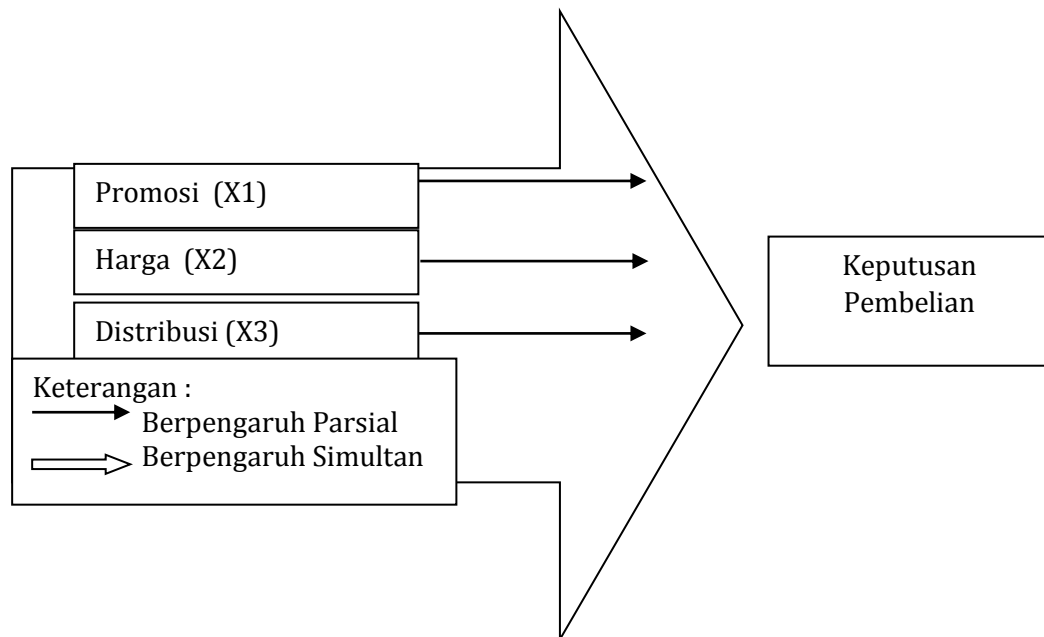 Promosi  (X1)
Harga  (X2)
Distribusi (X3)
Keputusan
Pembelian
Keterangan :
Berpengaruh Parsial
Berpengaruh Simultan